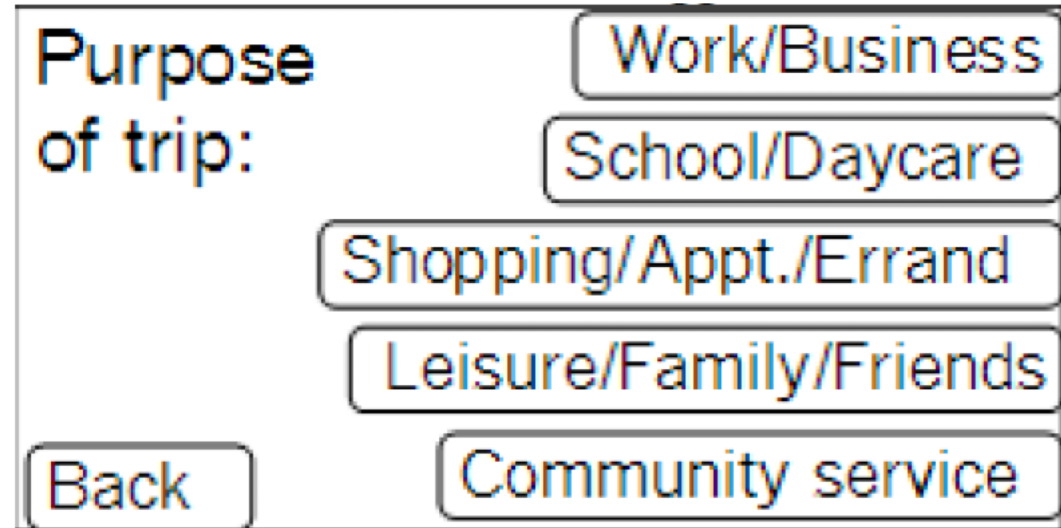 Purpose
of trip:
Work/Business
School/Daycare
Shopping/Appt./Errand
Leisure/Family/Friends
Community service
Back